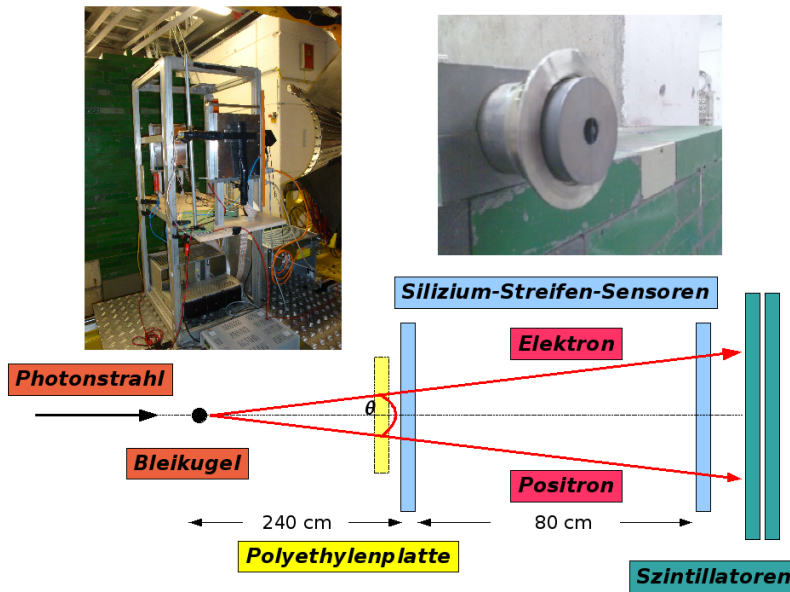 Silizium-Streifen-Sensoren
Elektron
Photonstrahl
θ
Bleikugel
Positron
240 cm
80 cm
Polyethylenplatte
Szintillatoren